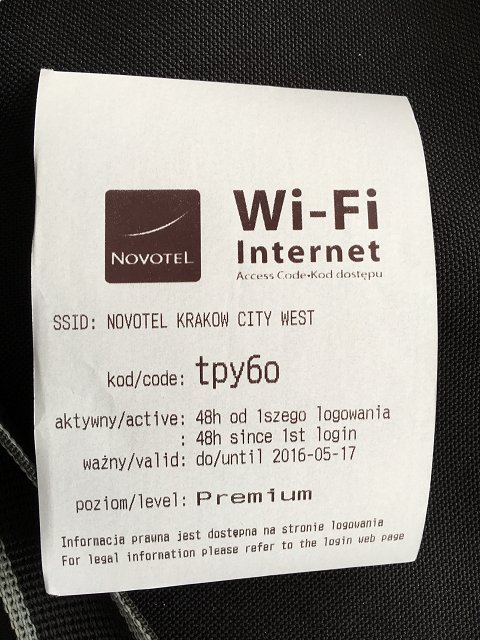 NOVOTEL
Wi-Fi
Internet
Access Code•Kod dostępu
SSID: NOVOTEL KRAKOW CITY WEST
kod/code: tpy6o
aktywny/active: 48h od 1szego logowania
: 48h since 1st login
ważny/valid: do/until 2016-05-17
poziom/level: Premium
Informacja prawna jest dostępna na stronie logowania
For legal information please refer to the login web page